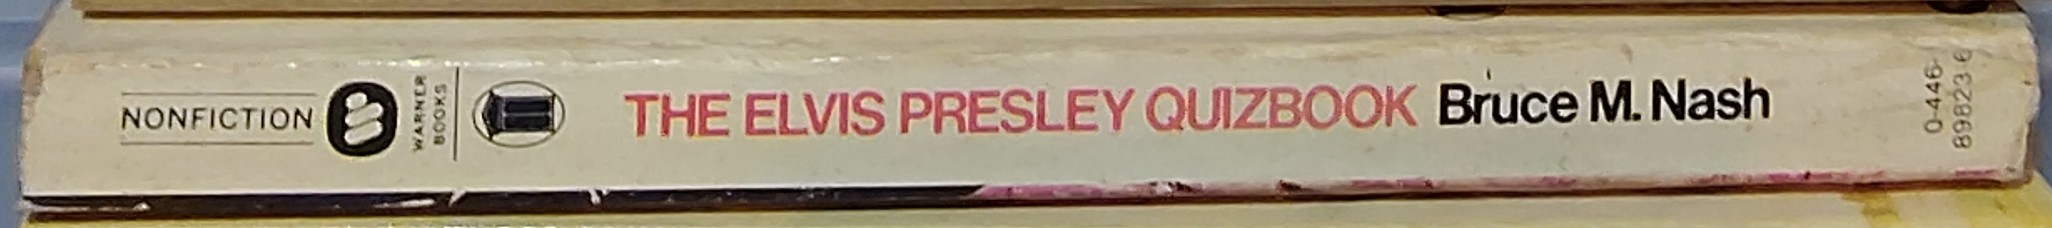 NONFICTION
WARNER
BOOKS
THE ELVIS PRESLEY QUIZBOOK Bruce M. Nash
0-446-
89823-6